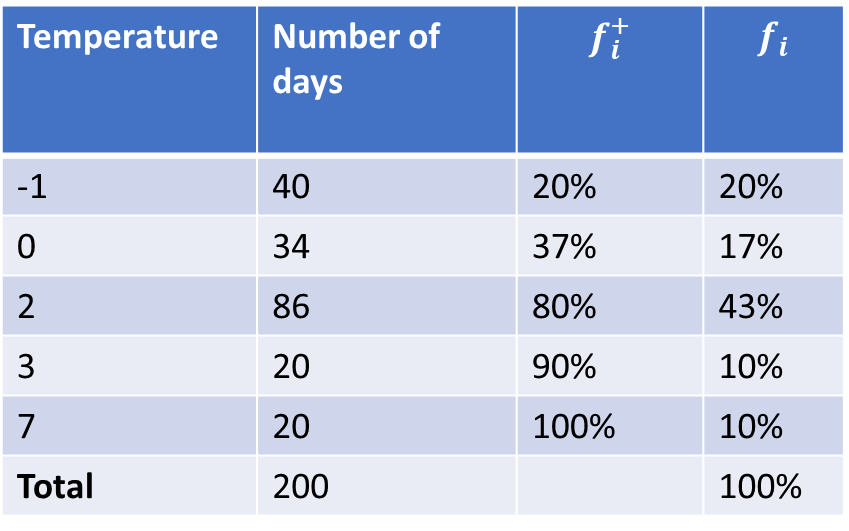 Temperature Number of days f_i^+ f_i
-1 40 20% 20%
0 34 37% 17%
2 86 80% 43%
3 20 90% 10%
7 20 100% 10%
Total 200 100%